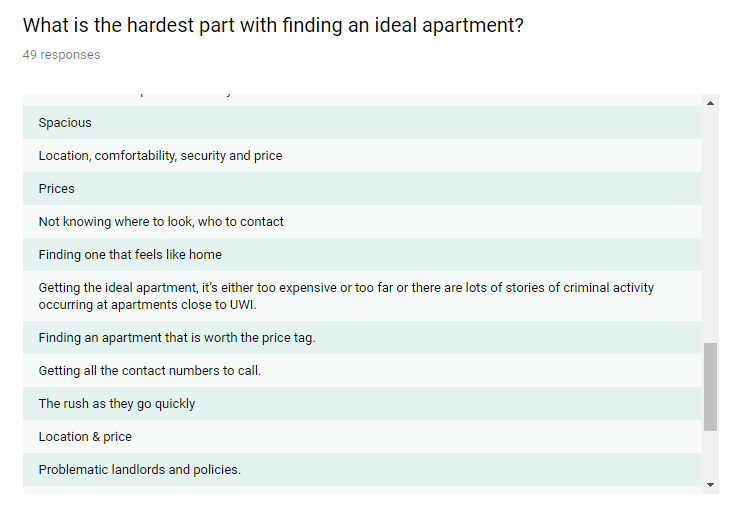 What is the hardest part with finding an ideal apartment?
49 responses
Spacious
Location, comfortability, security and price
Prices
Not knowing where to look, who to contact
Finding one that feels like home
Getting the ideal apartment, it's either too expensive or too far or there are lots of stories of criminal activity
occurring at apartments close to UWI.
Finding an apartment that is worth the price tag.
Getting all the contact numbers to call.
The rush as they go quickly
Location & price
Problematic landlords and policies.